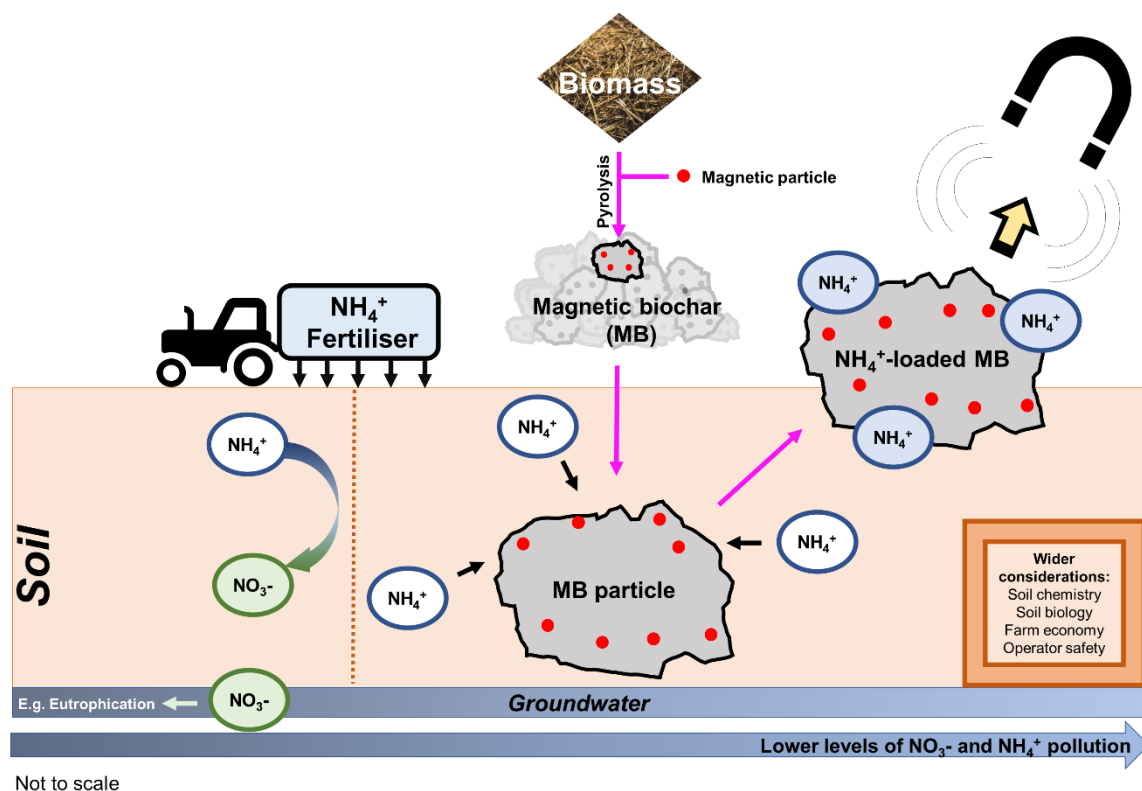 Biomass
Pyrolysis
Magnetic particle
Magnetic biochar
(MB)
NH₄⁺
Fertiliser
NH₄⁺
NH₄⁺
NH₄⁺-loaded MB
NH₄⁺
NH₄⁺
NH₄⁺
Soil
NO₃-
NH₄⁺
MB particle
NH₄⁺
Wider
considerations:
Soil chemistry
Soil biology
Farm economy
Operator safety
E.g. Eutrophication
NO₃-
Groundwater
Lower levels of NO₃- and NH₄⁺ pollution
Not to scale